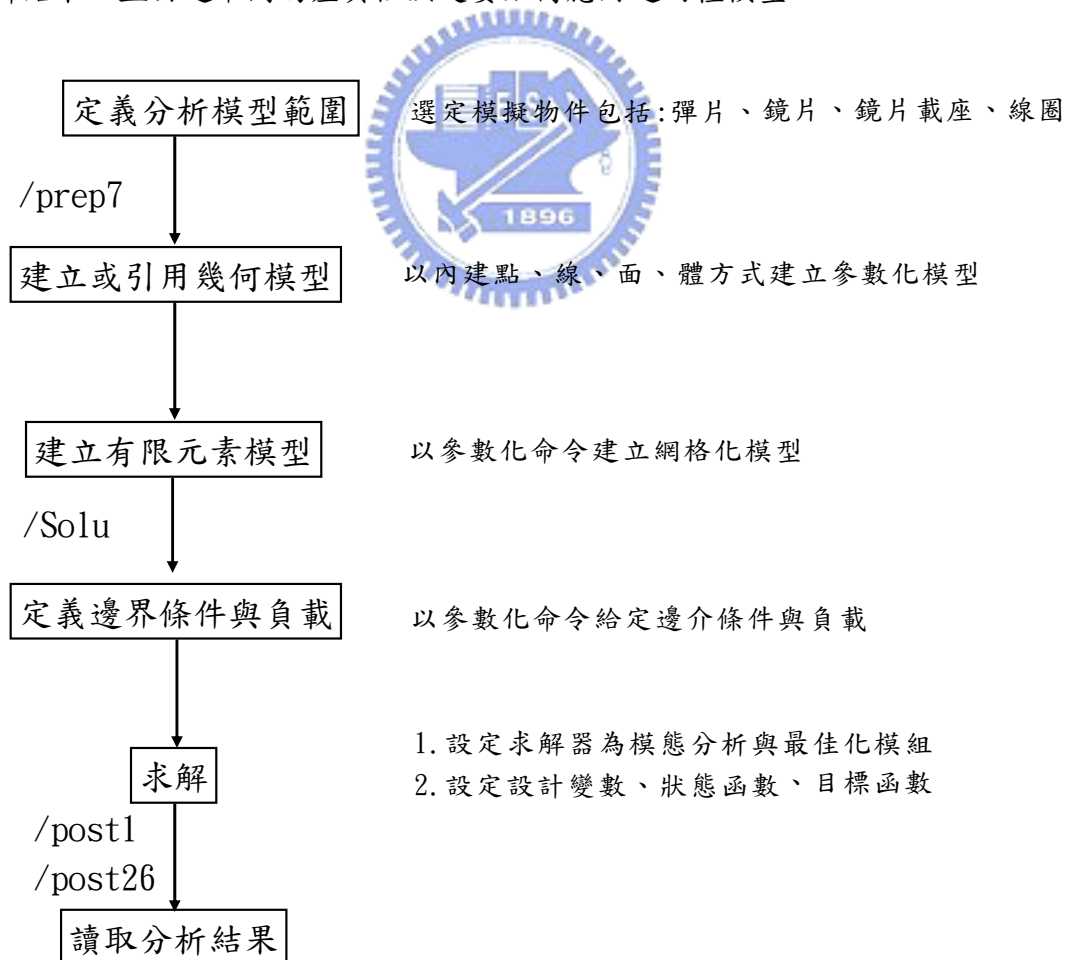 定義分析模型範圍
選定模擬物件包括:彈片、鏡片、鏡片載座、線圈
/prep7
1896
建立或引用幾何模型
以內建點、線、面、體方式建立參數化模型
建立有限元素模型
以參數化命令建立網格化模型
/Solu
定義邊界條件與負載
以參數化命令給定邊介條件與負載
求解
1.設定求解器為模態分析與最佳化模組
2.設定設計變數、狀態函數、目標函數
/post1
/post26
讀取分析結果